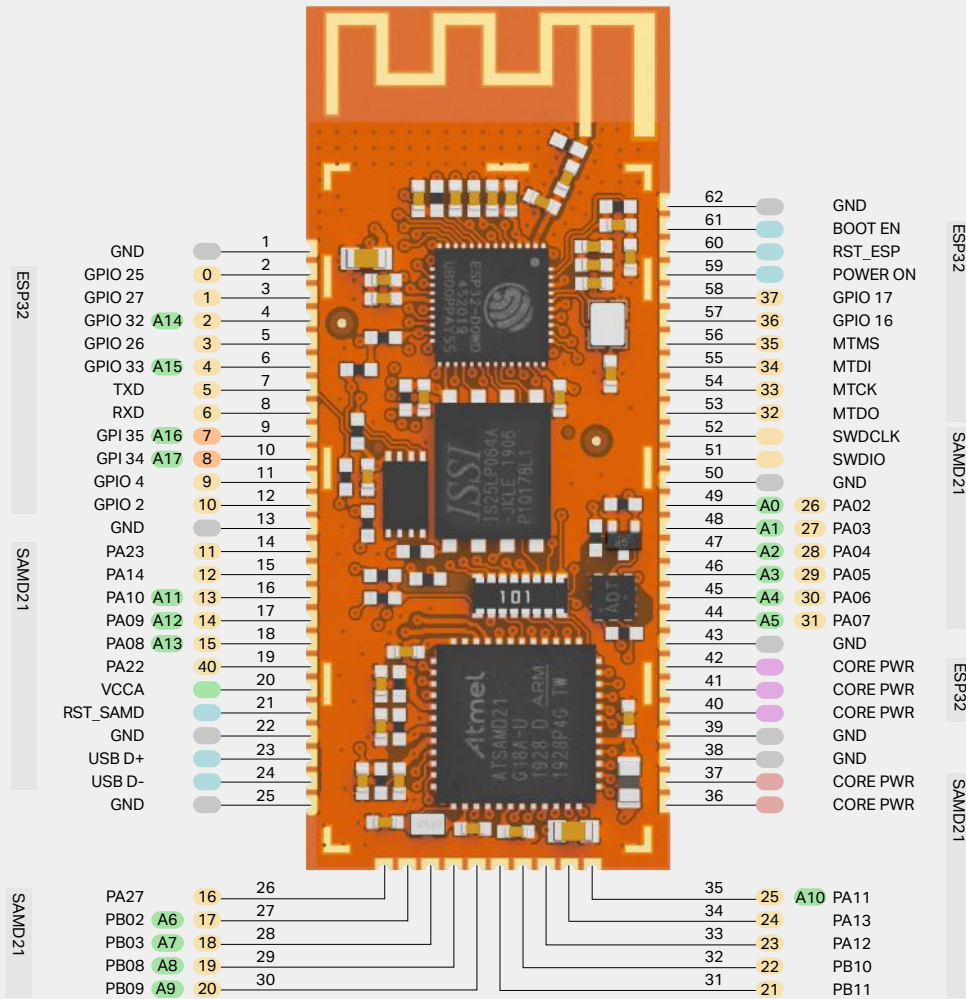 62 GND
61 BOOT EN
60 RST_ESP
59 POWER ON
58 37 GPIO 17
57 36 GPIO 16
56 35 MTMS
55 34 MTDI
54 33 MTCK
53 32 MTDO
52 SWDCLK
51 SWDIO
50 GND
49 A0 26 PA02
48 A1 27 PA03
47 A2 28 PA04
46 A3 29 PA05
45 A4 30 PA06
44 A5 31 PA07
43 GND
42 CORE PWR
41 CORE PWR
40 CORE PWR
39 GND
38 GND
37 CORE PWR
36 CORE PWR
ESP32
SAMD21
ESP32
SAMD21
GND 1
GPIO 25 0 2
GPIO 27 1 3
GPIO 32 A14 2 4
GPIO 26 3 5
GPIO 33 A15 4 6
TXD 5 7
RXD 6 8
GPI 35 A16 7 9
GPI 34 A17 8 10
GPIO 4 9 11
GPIO 2 10 12
GND 13
PA23 11 14
PA14 12 15
PA10 A11 13 16
PA09 A12 14 17
PA08 A13 15 18
PA22 40 19
VCCA 20
RST_SAMD 21
GND 22
USB D+ 23
USB D- 24
GND 25
ESP32
SAMD21
ISSI
IS25LP064A
-JKLE 1906
P10178L1
101
Atmel
ATSAMD21
G18A-U
1928 D ARM
1928P4G TW
PA27 16 26
PB02 A6 17 27
PB03 A7 18 28
PB08 A8 19 29
PB09 A9 20 30
SAMD21
35 25 A10 PA11
34 24 PA13
33 23 PA12
32 22 PB10
31 21 PB11